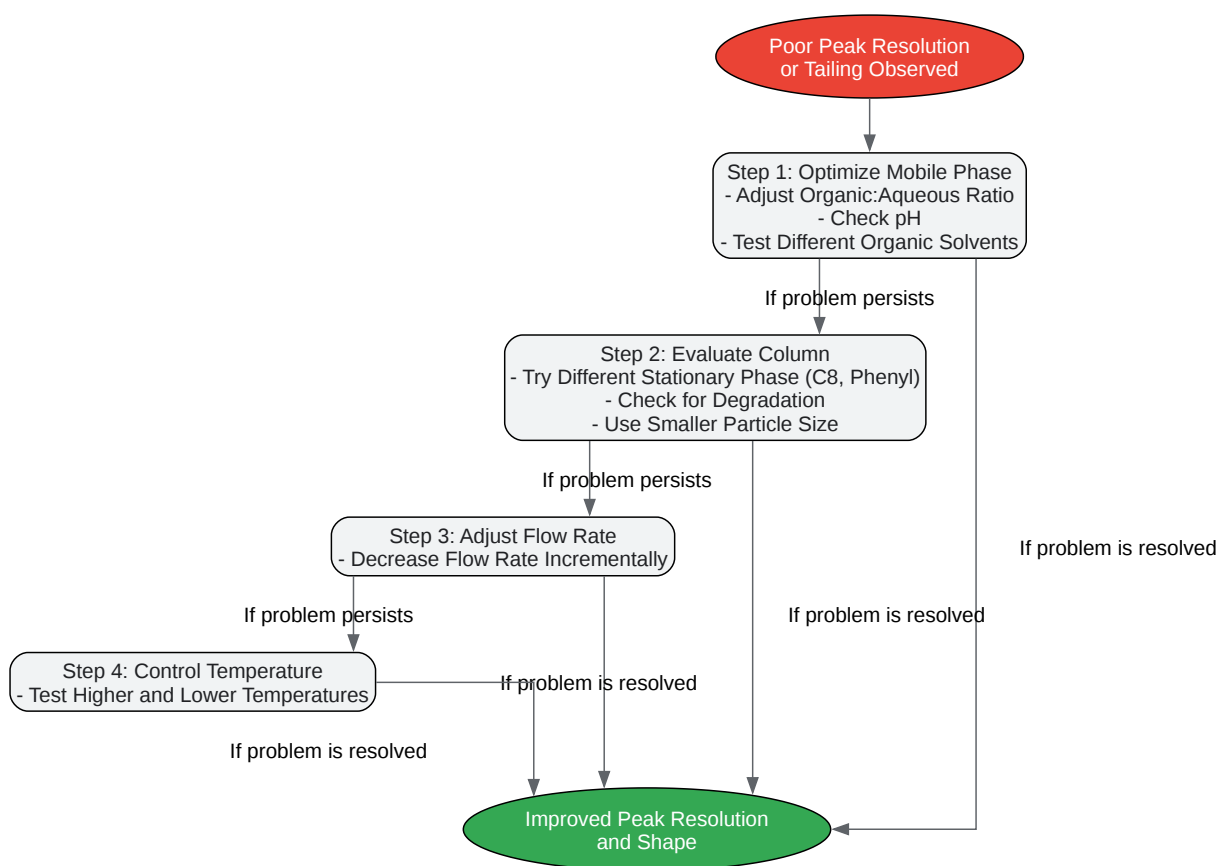 Poor Peak Resolution
or Tailing Observed
Step 1: Optimize Mobile Phase
- Adjust Organic:Aqueous Ratio
- Check pH
- Test Different Organic Solvents
If problem persists
Step 2: Evaluate Column
- Try Different Stationary Phase (C8, Phenyl)
- Check for Degradation
- Use Smaller Particle Size
If problem persists
Step 3: Adjust Flow Rate
- Decrease Flow Rate Incrementally
If problem is resolved
If problem persists
If problem is resolved
Step 4: Control Temperature
- Test Higher and Lower Temperatures
If problem is resolved
If problem is resolved
Improved Peak Resolution
and Shape